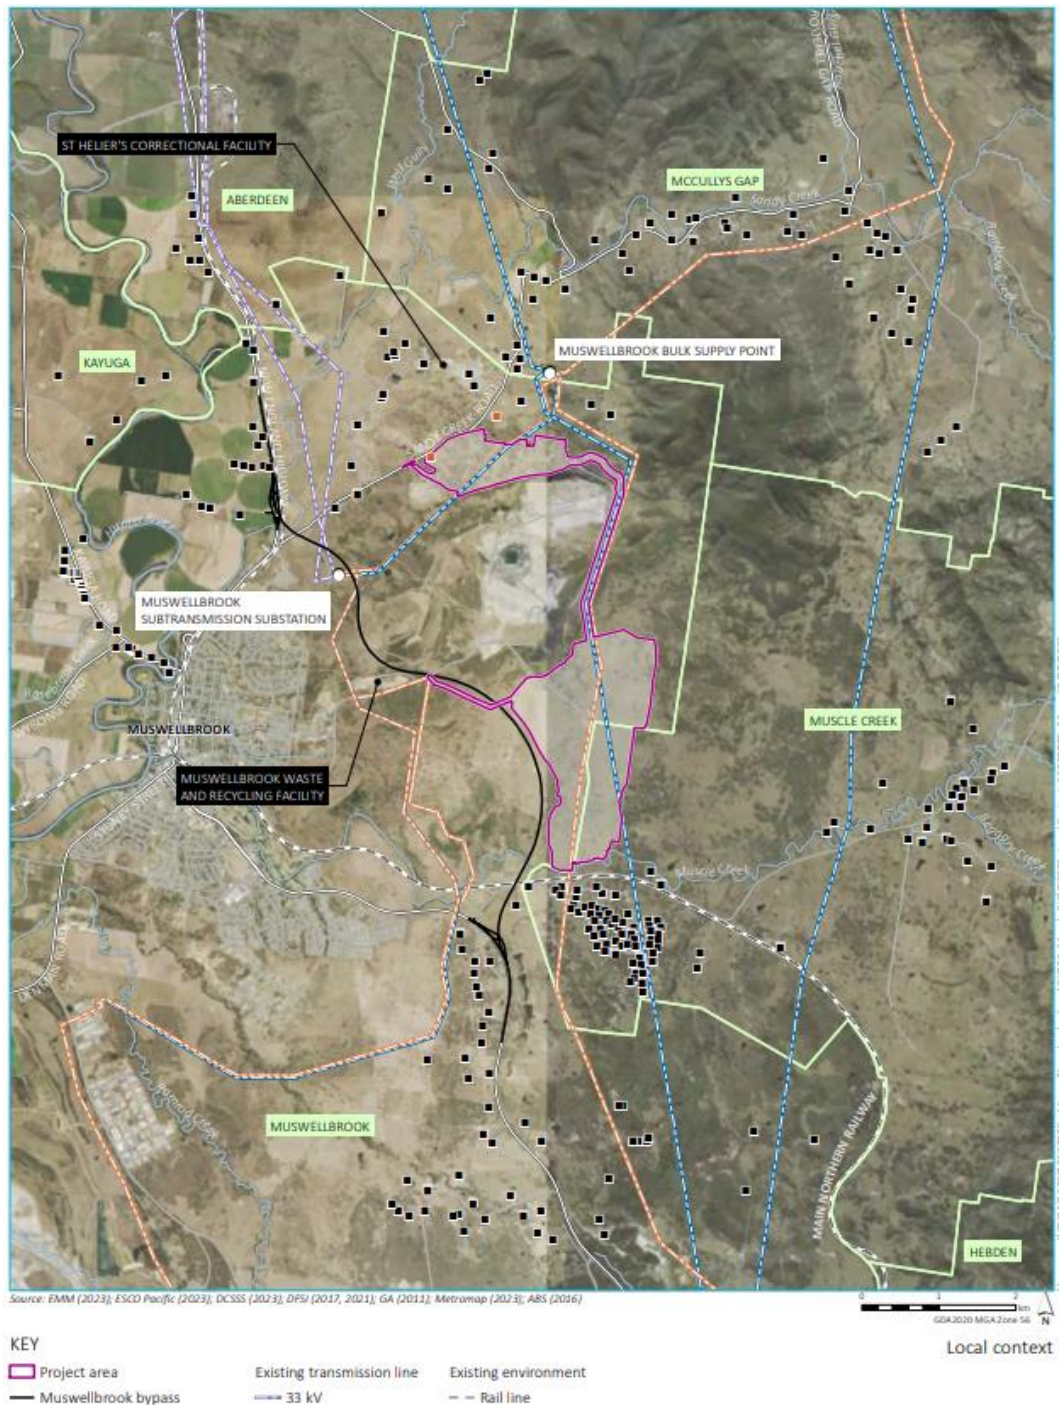 ST HELIER'S CORRECTIONAL FACILITY
ABERDEEN
MCCULLYS GAP
Sandy Creek
KAYUGA
MUSWELLBROOK BULK SUPPLY POINT
MUSWELLBROOK
SUBTRANSMISSION SUBSTATION
MUSWELLBROOK
MUSCLE CREEK
MUSWELLBROOK WASTE
AND RECYCLING FACILITY
Muscle Creek
MUSWELLBROOK
MAIN NORTHERN RAILWAY
HEBDEN
Source: EMM (2023); ESCO Pacific (2023); DCSSS (2023); DFSI (2017, 2021); GA (2011); Metromap (2023); ABS (2016)
0 1 2
km
GDA2020 MGA Zone 56 N
KEY
Local context
Project area
Existing transmission line
Existing environment
Muswellbrook bypass
33 kV
Rail line